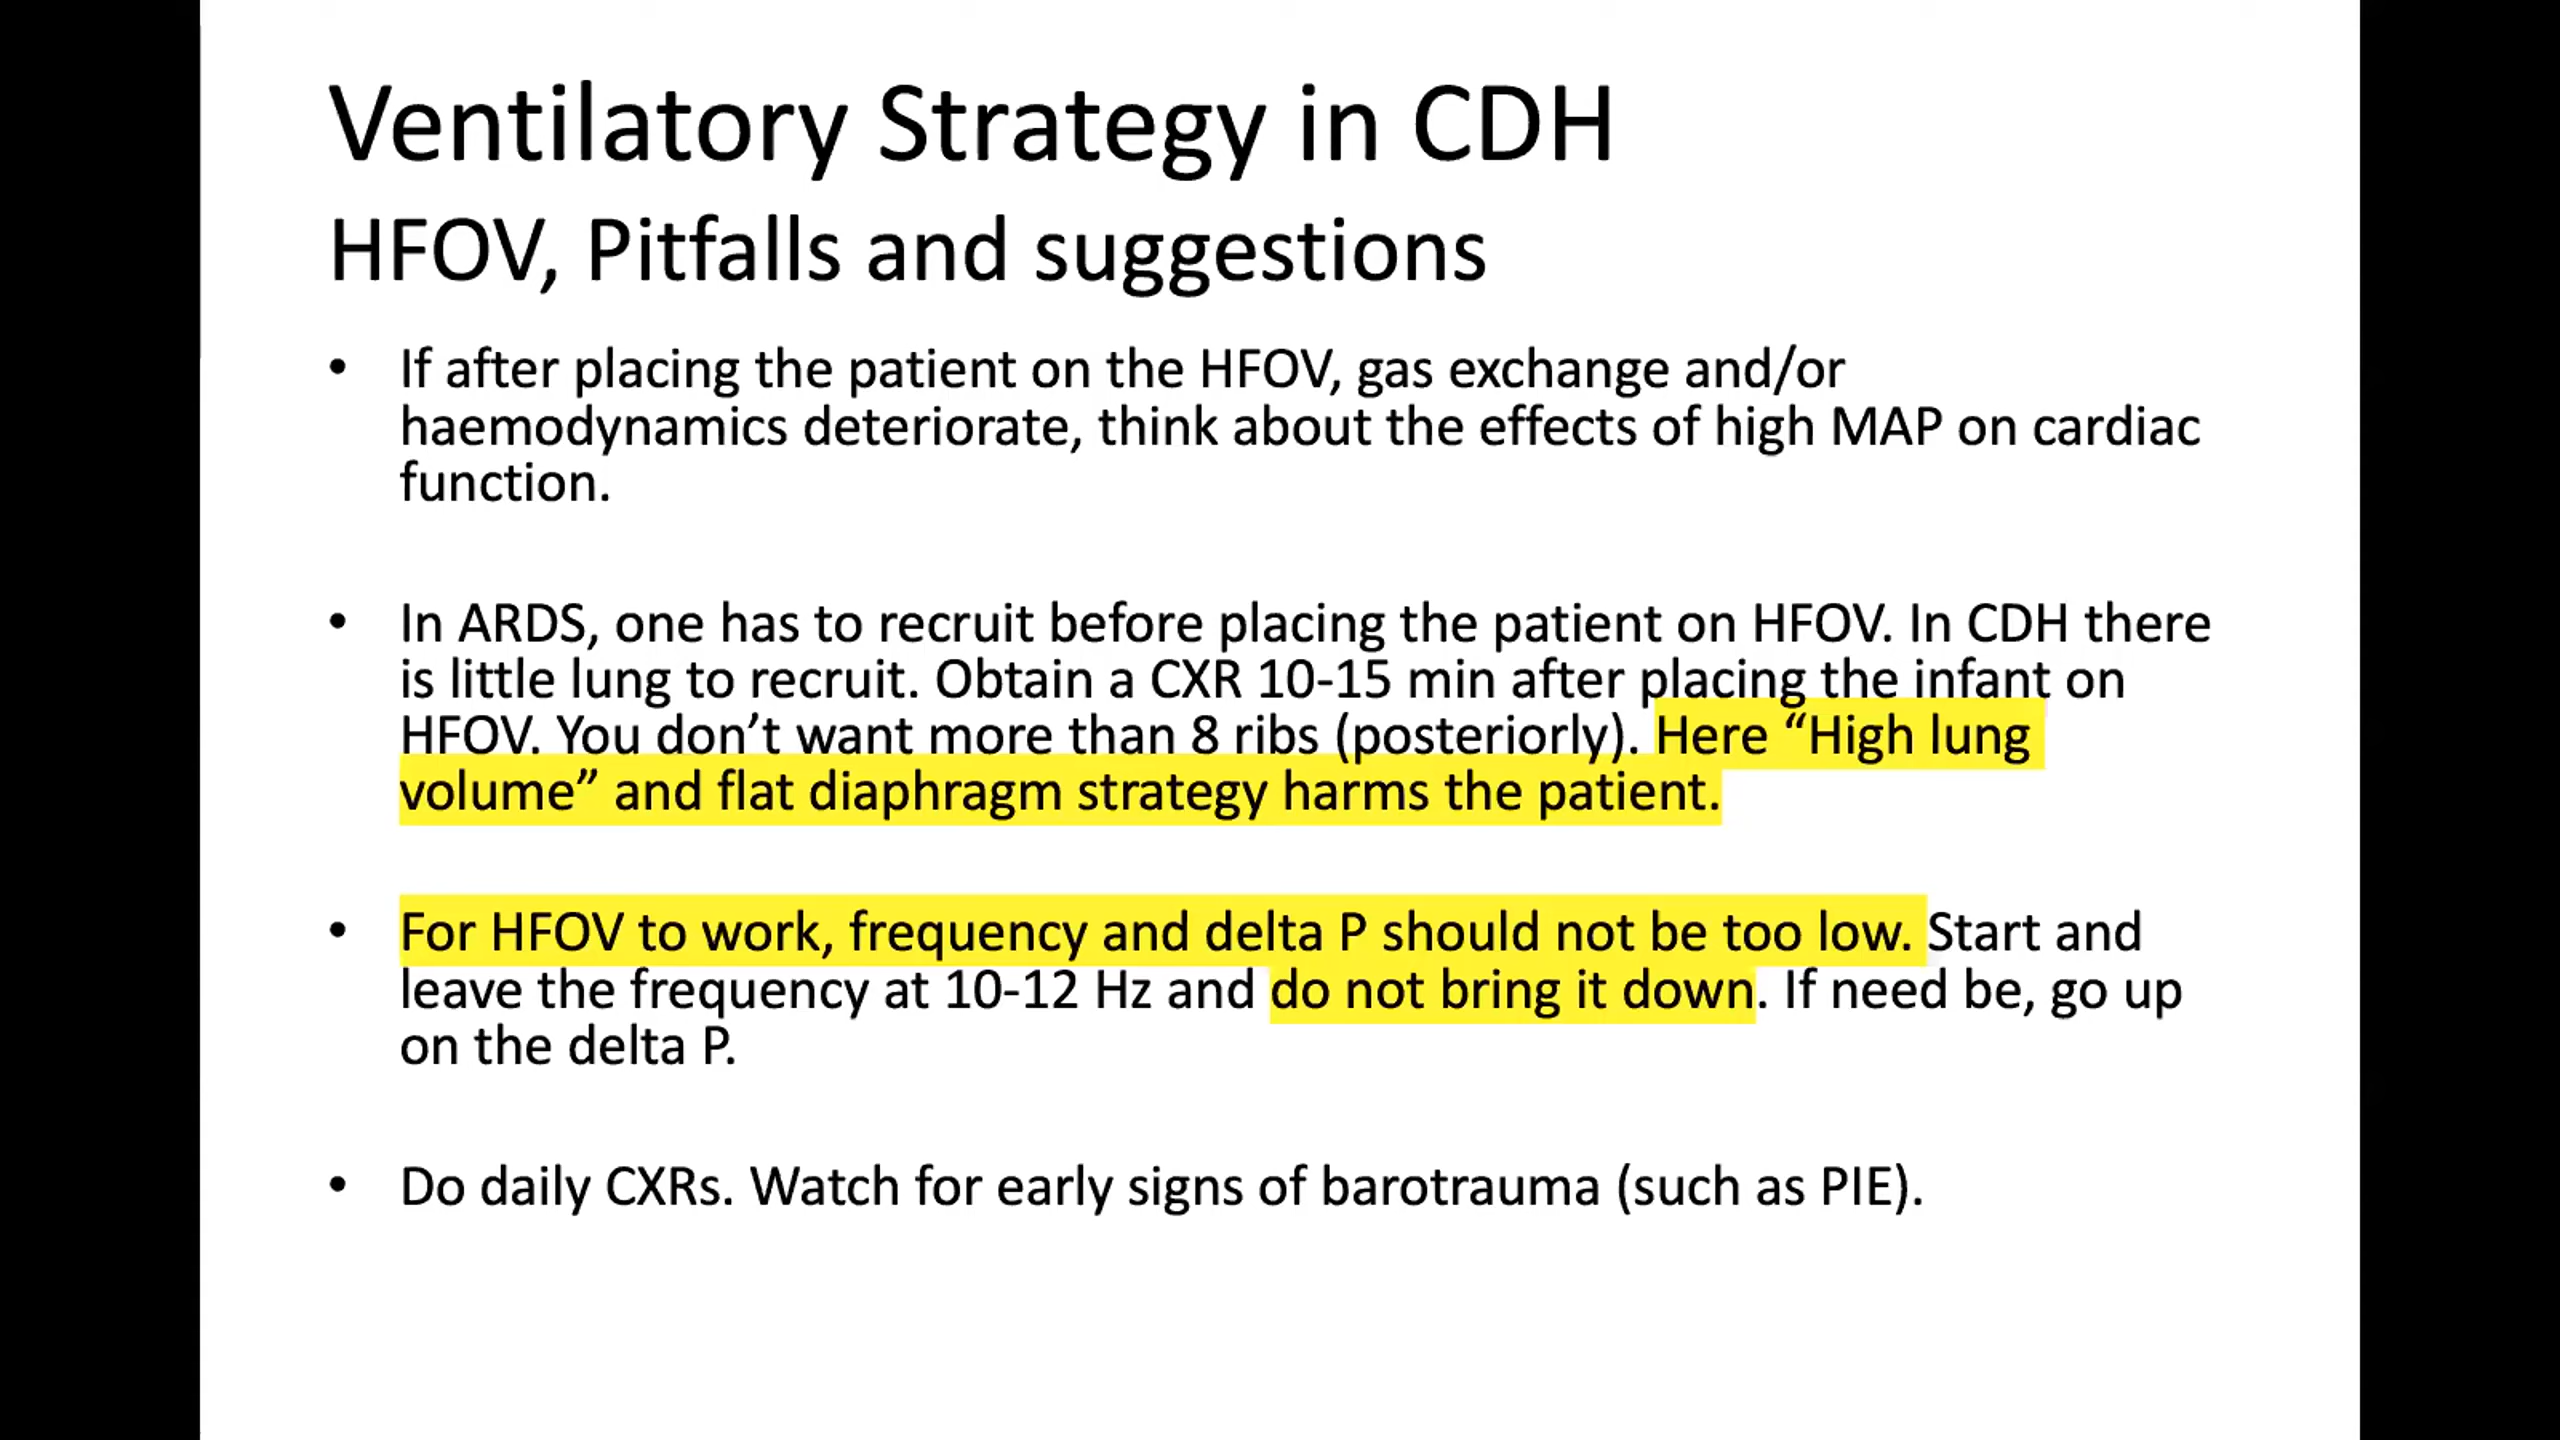 Ventilatory Strategy in CDH
HFOV, Pitfalls and suggestions
• If after placing the patient on the HFOV, gas exchange and/or
haemodynamics deteriorate, think about the effects of high MAP on cardiac
function.
• In ARDS, one has to recruit before placing the patient on HFOV. In CDH there
is little lung to recruit. Obtain a CXR 10-15 min after placing the infant on
HFOV. You don’t want more than 8 ribs (posteriorly). Here “High lung
volume” and flat diaphragm strategy harms the patient.
• For HFOV to work, frequency and delta P should not be too low. Start and
leave the frequency at 10-12 Hz and do not bring it down. If need be, go up
on the delta P.
• Do daily CXRs. Watch for early signs of barotrauma (such as PIE).